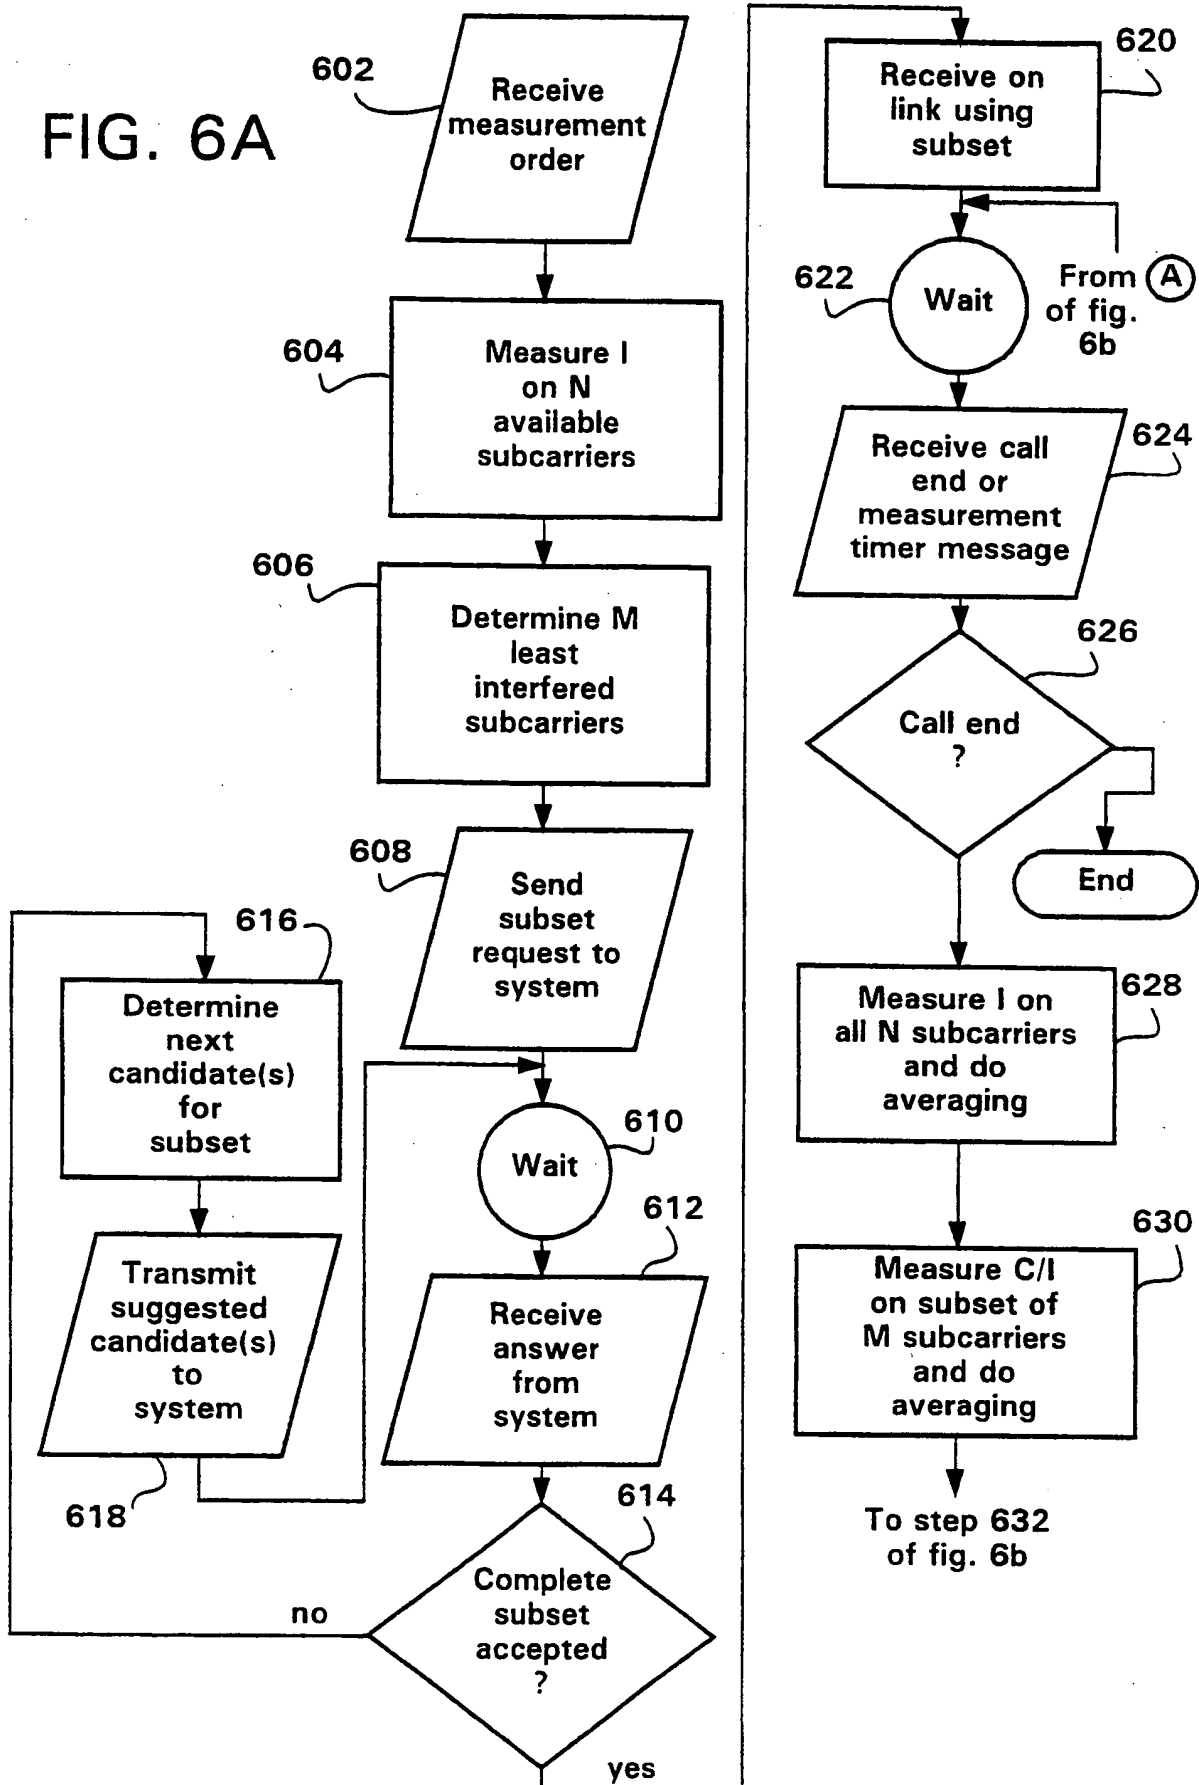 FIG. 6A
602
Receive
measurement
order
604
Measure I
on N
available
subcarriers
606
Determine M
least
interfered
subcarriers
608
Send
subset
request to
system
616
Determine
next
candidate(s)
for
subset
610
Wait
618
Transmit
suggested
candidate(s)
to
system
612
Receive
answer
from
system
614
Complete
subset
accepted
?
no
yes
620
Receive on
link using
subset
622
Wait
From A
of fig.
6b
624
Receive call
end or
measurement
timer message
626
Call end
?
End
628
Measure I on
all N subcarriers
and do
averaging
630
Measure C/I
on subset of
M subcarriers
and do
averaging
To step 632
of fig. 6b